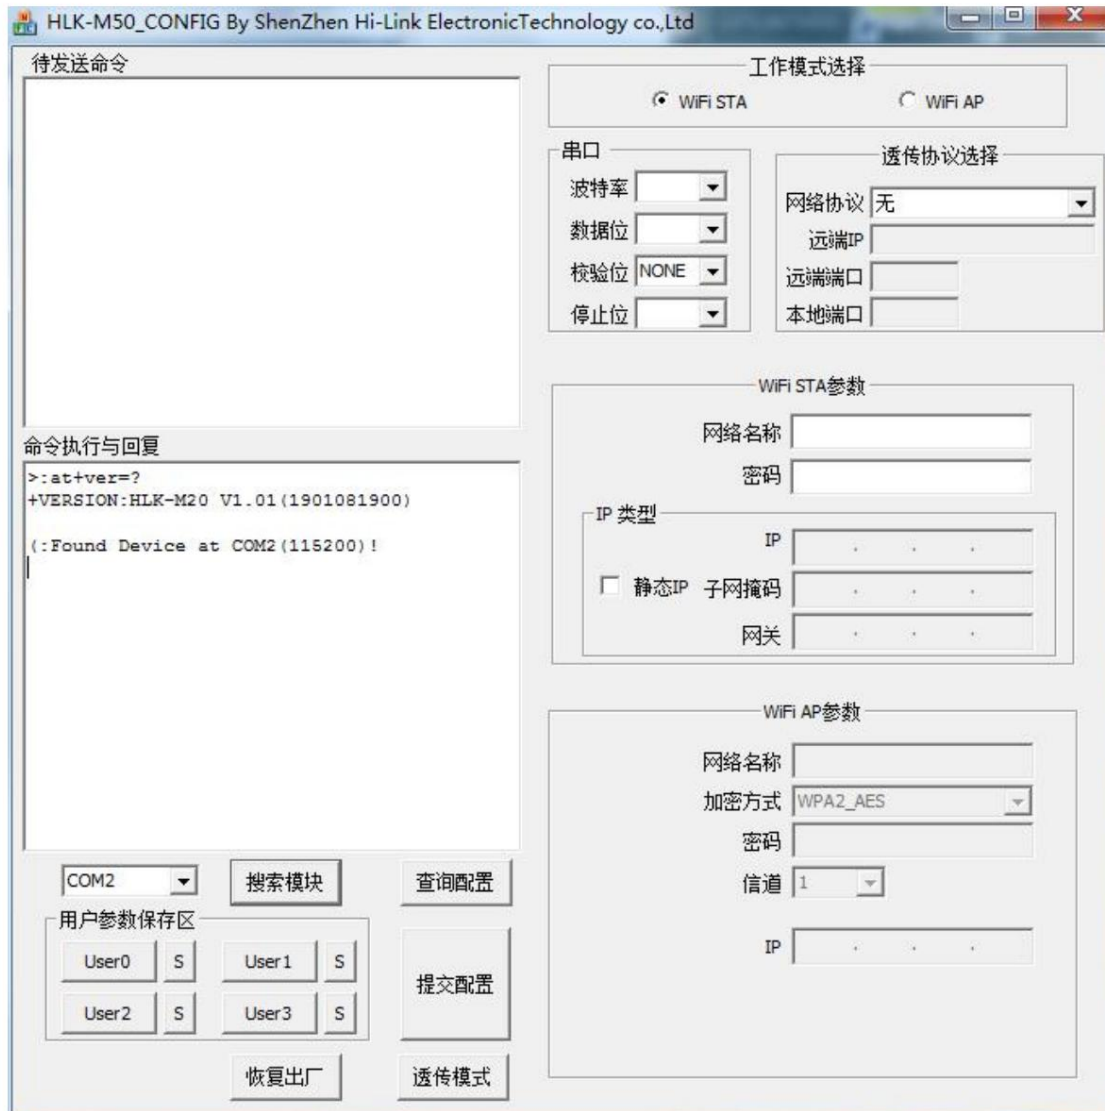 HLK-M50_CONFIG By ShenZhen Hi-Link ElectronicTechnology co.,Ltd
待发送命令
工作模式选择
WiFi STA
WiFi AP
串口
波特率
数据位
校验位 NONE
停止位
透传协议选择
网络协议 无
远端IP
远端端口
本地端口
WiFi STA参数
网络名称
密码
IP 类型
IP
静态IP 子网掩码
网关
命令执行与回复
>:at+ver=?
+VERSION:HLK-M20 V1.01(1901081900)
(:Found Device at COM2(115200)!
WiFi AP参数
网络名称
加密方式 WPA2_AES
密码
信道 1
IP
COM2 搜索模块 查询配置
用户参数保存区
User0 S User1 S
User2 S User3 S
提交配置
恢复出厂 透传模式